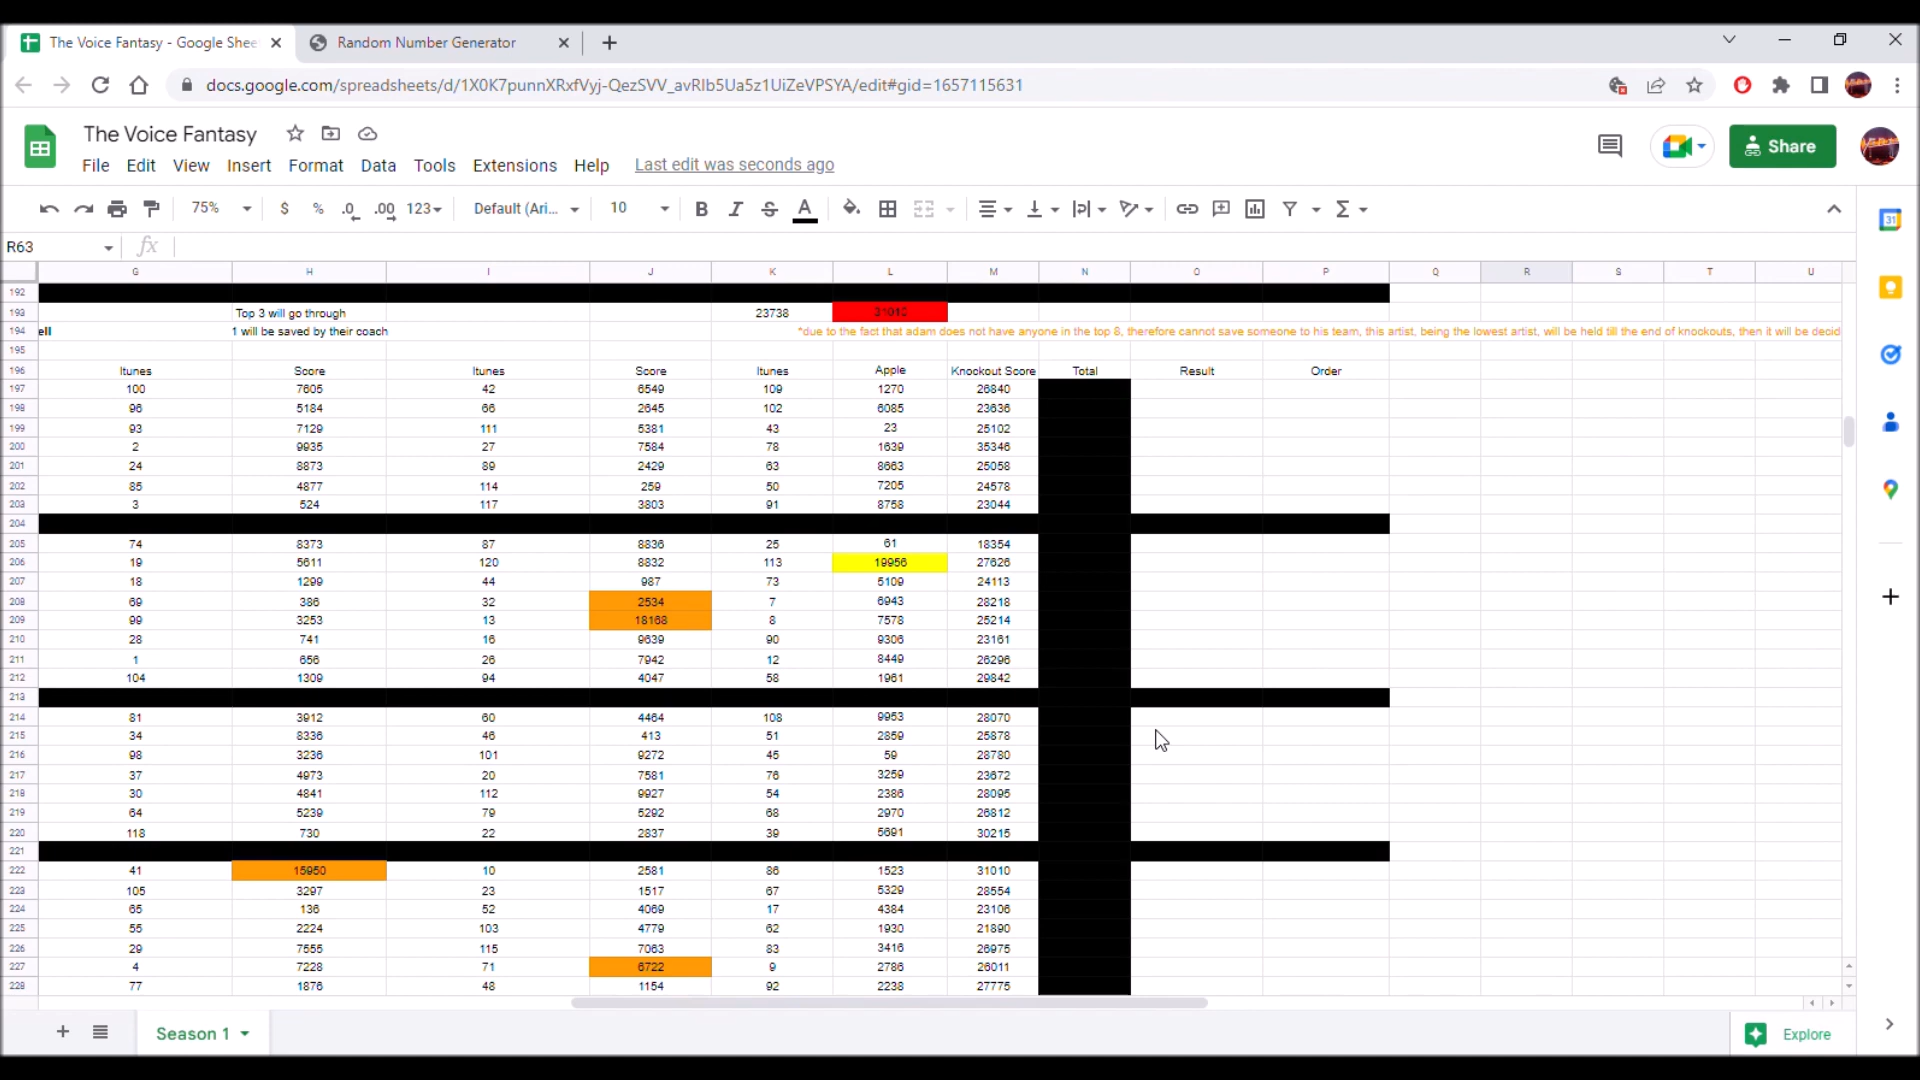 The Voice Fantasy - Google Shee
Random Number Generator
docs.google.com/spreadsheets/d/1X0K7punnXRxfVyj-QezSVV_avRIb5Ua5z1UiZeVPSYA/edit#gid=1657115631
The Voice Fantasy
Share
File Edit View Insert Format Data Tools Extensions Help Last edit was seconds ago
75% $ % .0 .00 123 Default (Ari... 10 B I S A
R63 fx
G H I J K L M N O P Q R S T U
192
193 Top 3 will go through 23738 31010
194 ell 1 will be saved by their coach *due to the fact that adam does not have anyone in the top 8, therefore cannot save someone to his team, this artist, being the lowest artist, will be held till the end of knockouts, then it will be decid
195
196 Itunes Score Itunes Score Itunes Apple Knockout Score Total Result Order
197 100 7605 42 6549 109 1270 26840
198 96 5184 66 2645 102 6085 23636
199 93 7129 111 5381 43 23 25102
200 2 9935 27 7584 78 1639 35346
201 24 8873 89 2429 63 8663 25058
202 85 4877 114 259 50 7205 24578
203 3 524 117 3803 91 8758 23044
204
205 74 8373 87 8836 25 61 18354
206 19 5611 120 8832 113 19956 27626
207 18 1299 44 987 73 5109 24113
208 69 386 32 2534 7 6943 28218
209 99 3253 13 18168 8 7578 25214
210 28 741 16 9639 90 9306 23161
211 1 656 26 7942 12 8449 26296
212 104 1309 94 4047 58 1961 29842
213
214 81 3912 60 4464 108 9953 28070
215 34 8336 46 413 51 2859 25878
216 98 3236 101 9272 45 59 28780
217 37 4973 20 7581 76 3259 23672
218 30 4841 112 9927 54 2386 28095
219 64 5239 79 5292 68 2970 26812
220 118 730 22 2837 39 5691 30215
221
222 41 15950 10 2581 86 1523 31010
223 105 3297 23 1517 67 5329 28554
224 65 136 52 4069 17 4384 23106
225 55 2224 103 4779 62 1930 21890
226 29 7555 115 7063 83 3416 26975
227 4 7228 71 6722 9 2786 26011
228 77 1876 48 1154 92 2238 27775
Season 1
Explore